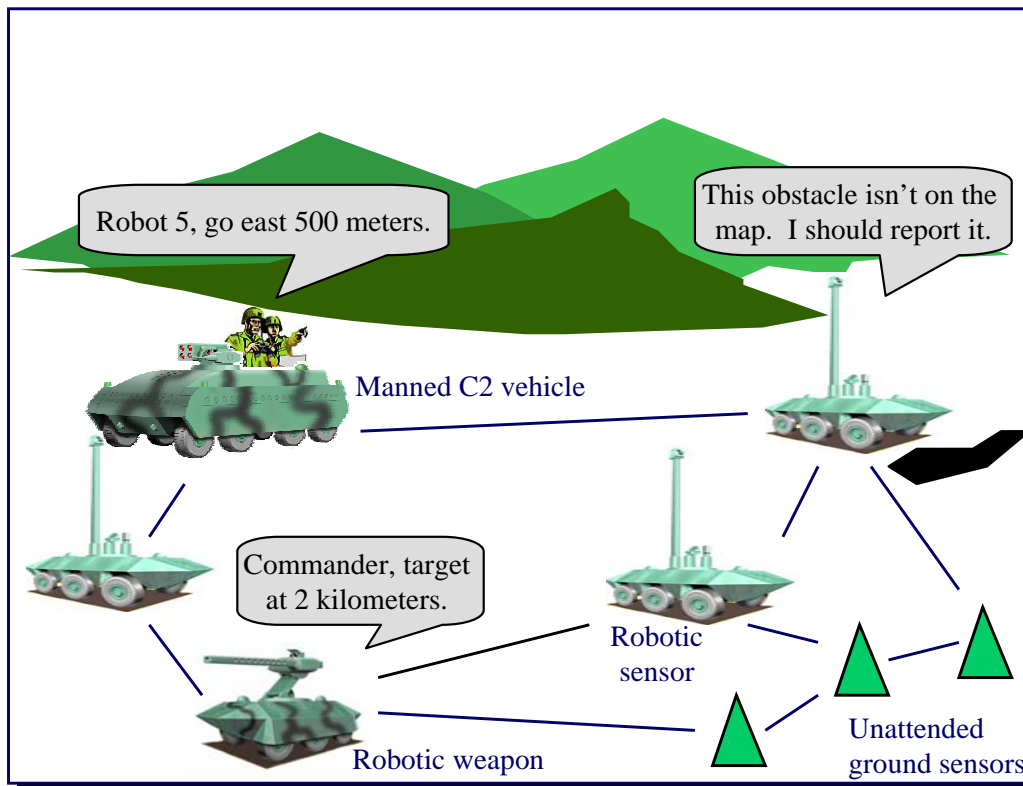 Robot 5, go east 500 meters.
This obstacle isn’t on the
map.  I should report it.
Manned C2 vehicle
Commander, target
at 2 kilometers.
Robotic
sensor
Robotic weapon
Unattended
ground sensors